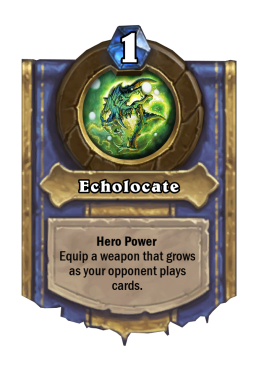 1
Echolocate
Hero Power
Equip a weapon that grows
as your opponent plays
cards.